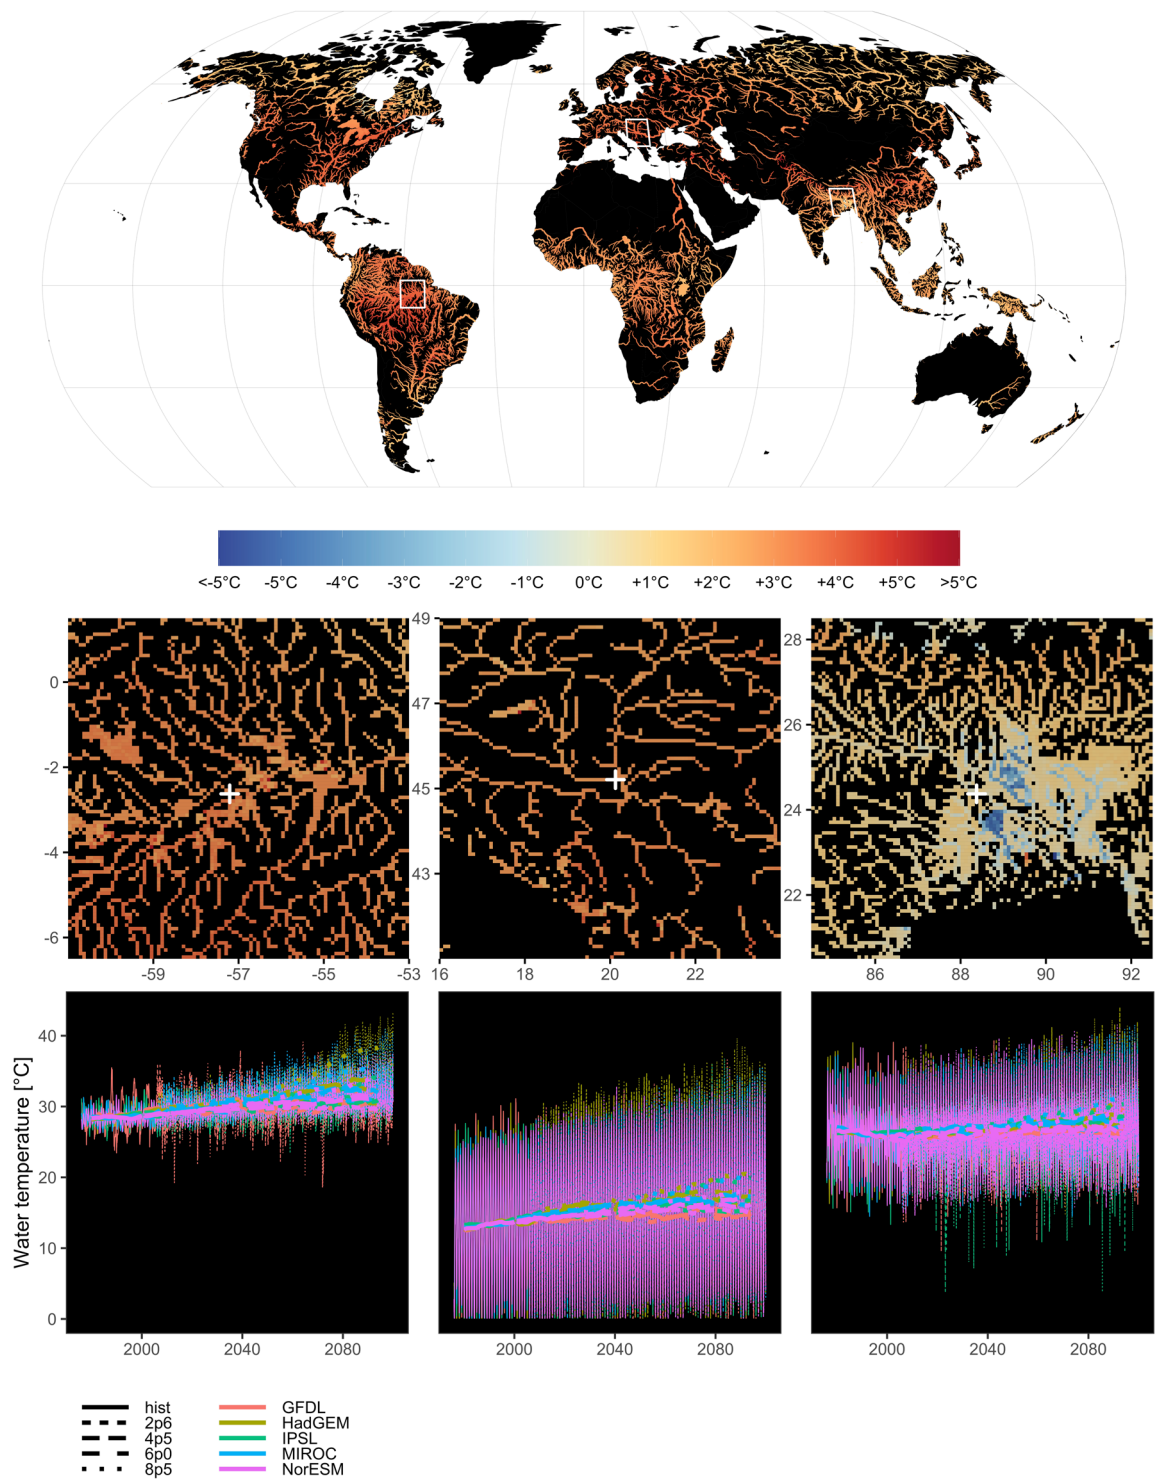 <-5°C -5°C -4°C -3°C -2°C -1°C 0°C +1°C +2°C +3°C +4°C +5°C >5°C
0
-2
-4
-6
-59 -57 -55 -53
49
47
45
43
16 18 20 22
28
26
24
22
86 88 90 92
Water temperature [°C]
40
30
20
10
0
2000 2040 2080
2000 2040 2080
2000 2040 2080
hist
2p6
4p5
6p0
8p5
GFDL
HadGEM
IPSL
MIROC
NorESM